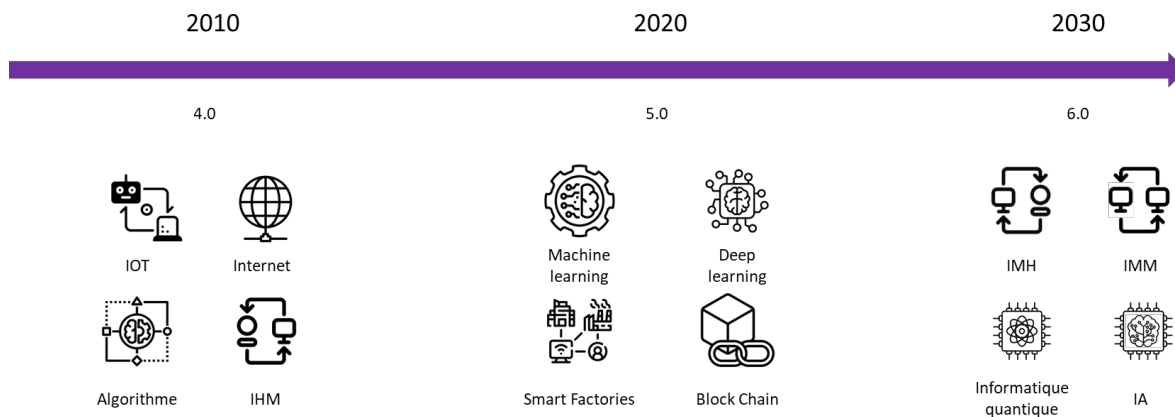 2010
2020
2030
4.0
5.0
6.0
IOT
Internet
Machine
learning
Deep
learning
IMH
IMM
Algorithme
IHM
Smart Factories
Block Chain
Informatique
quantique
IA